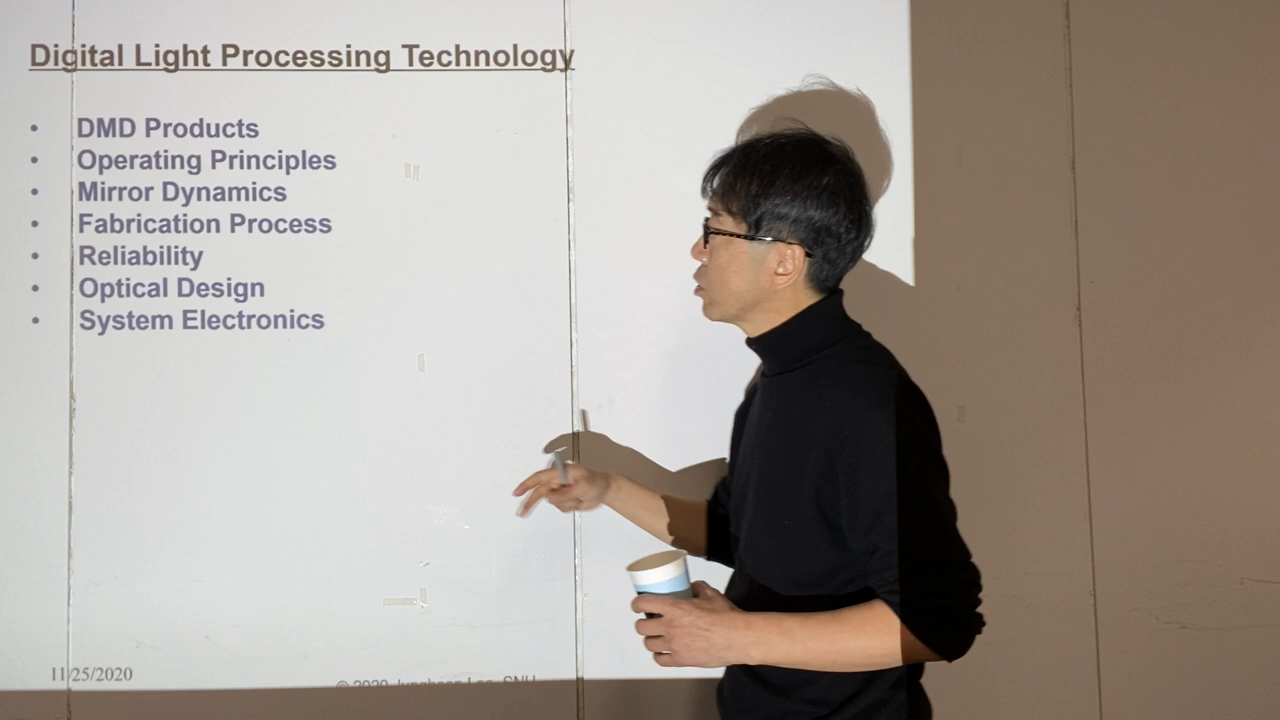 Digital Light Processing Technology
• DMD Products
• Operating Principles
• Mirror Dynamics
• Fabrication Process
• Reliability
• Optical Design
• System Electronics
11/25/2020
© 2020